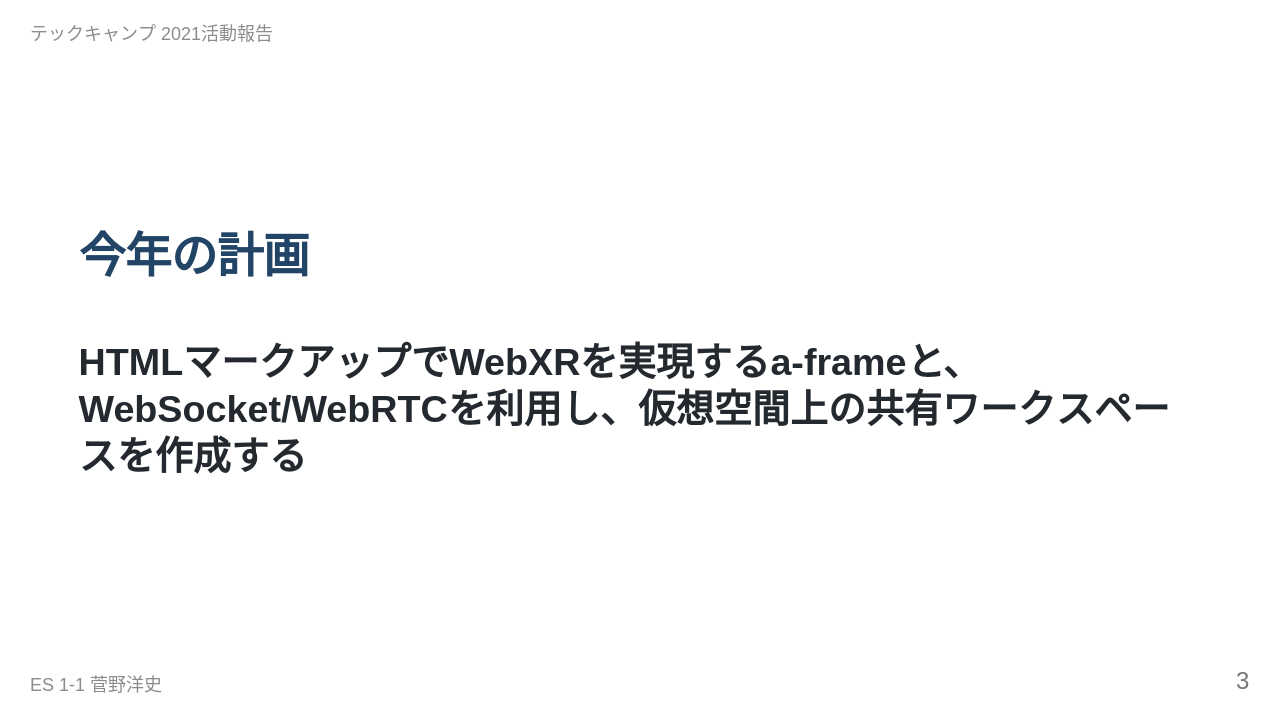 テックキャンプ 2021活動報告
今年の計画
HTMLマークアップでWebXRを実現するa-frameと、
WebSocket/WebRTCを利用し、仮想空間上の共有ワークスペー
スを作成する
ES 1-1 菅野洋史
3